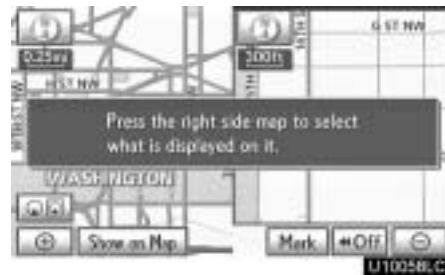 G ST NW
0.25mi
300ft
H ST NW
Press the right side map to select
what is displayed on it.
WASHINGTON
Show on Map
Mark
Off
U1005BLC